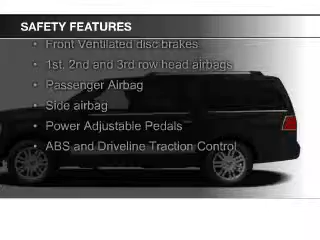 SAFETY FEATURES
• Front Ventilated disc brakes
• 1st, 2nd and 3rd row head airbags
• Passenger Airbag
• Side airbag
• Power Adjustable Pedals
• ABS and Driveline Traction Control